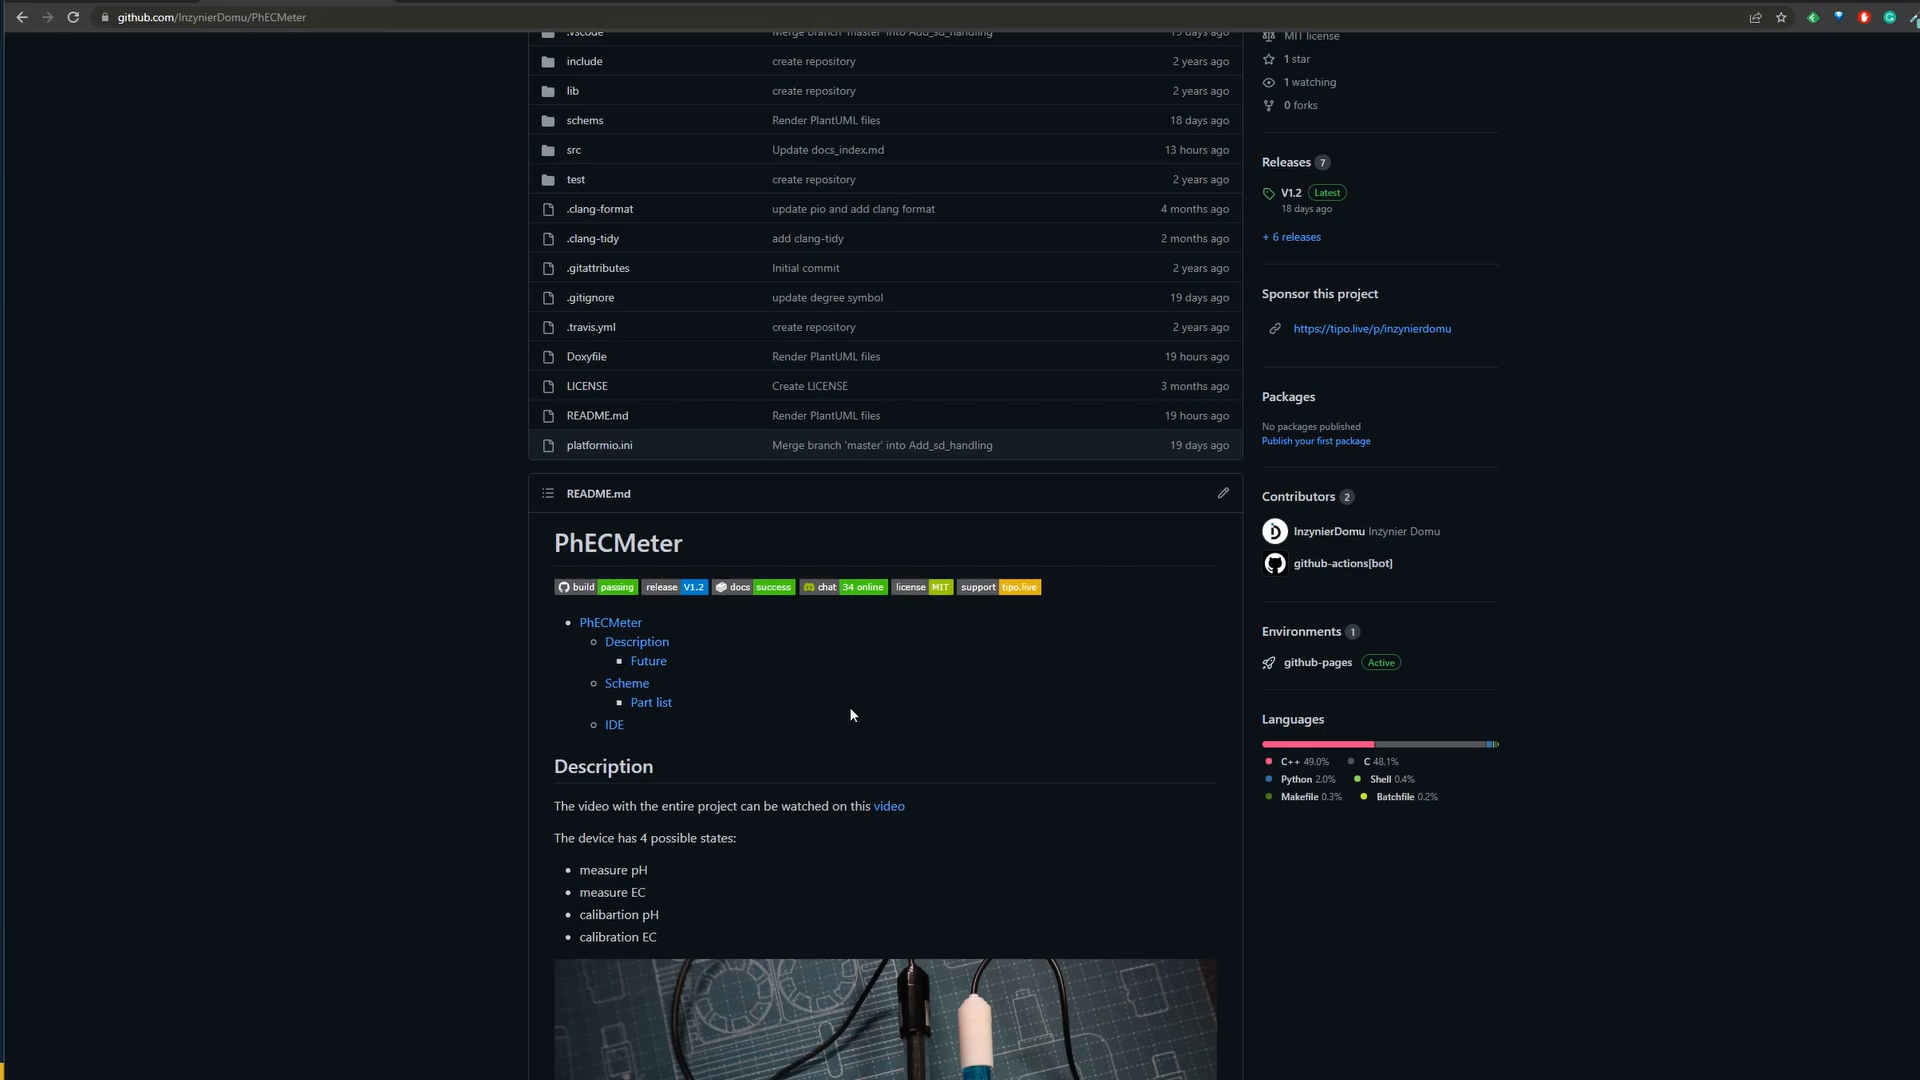 github.com/InzynierDomu/PhECMeter
.vscode Merge branch 'master' into Add_sd_handling 19 days ago
include create repository 2 years ago
lib create repository 2 years ago
schems Render PlantUML files 18 days ago
src Update docs_index.md 13 hours ago
test create repository 2 years ago
.clang-format update pio and add clang format 4 months ago
.clang-tidy add clang-tidy 2 months ago
.gitattributes Initial commit 2 years ago
.gitignore update degree symbol 19 days ago
.travis.yml create repository 2 years ago
Doxyfile Render PlantUML files 19 hours ago
LICENSE Create LICENSE 3 months ago
README.md Render PlantUML files 19 hours ago
platformio.ini Merge branch 'master' into Add_sd_handling 19 days ago
README.md
PhECMeter
build passing release V1.2 docs success chat 34 online license MIT support tipo.live
PhECMeter
Description
Future
Scheme
Part list
IDE
Description
The video with the entire project can be watched on this video
The device has 4 possible states:
measure pH
measure EC
calibartion pH
calibration EC
MIT license
1 star
1 watching
0 forks
Releases 7
V1.2 Latest
18 days ago
+ 6 releases
Sponsor this project
https://tipo.live/p/inzynierdomu
Packages
No packages published
Publish your first package
Contributors 2
InzynierDomu Inżynier Domu
github-actions[bot]
Environments 1
github-pages Active
Languages
C++ 49.0% C 48.1%
Python 2.0% Shell 0.4%
Makefile 0.3% Batchfile 0.2%